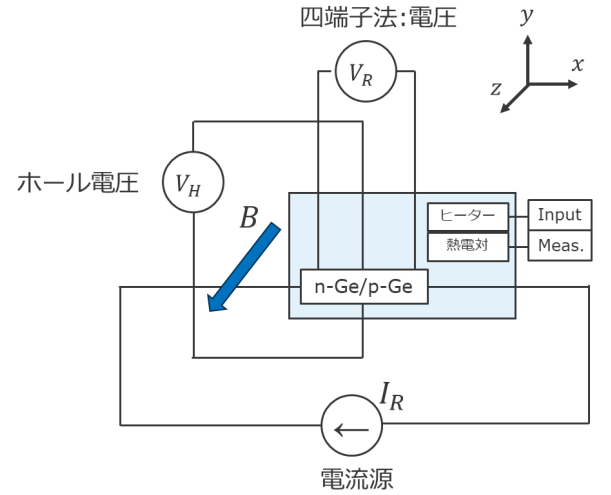 四端子法:電圧
y
x
z
V_R
ホール電圧
V_H
B
ヒーター
Input
熱電対
Meas.
n-Ge/p-Ge
I_R
←
電流源